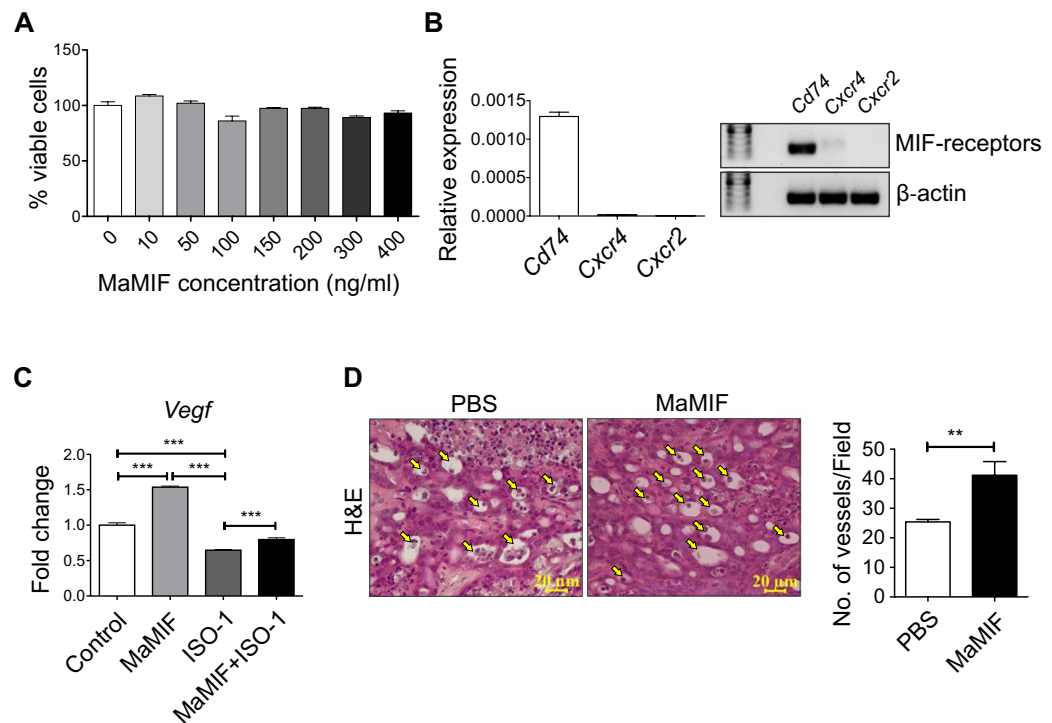 A
% viable cells
150
100
50
0
0
10
50
100
150
200
300
400
MaMIF concentration (ng/ml)
B
Relative expression
0.0015
0.0010
0.0005
0.0000
Cd74
Cxcr4
Cxcr2
Cd74
Cxcr4
Cxcr2
MIF-receptors
β-actin
C
Vegf
***
*** ***
***
Fold change
2.0
1.5
1.0
0.5
0.0
Control
MaMIF
ISO-1
MaMIF+ISO-1
D
PBS MaMIF
H&E
20 µm
20 µm
**
No. of vessels/Field
50
40
30
20
10
0
PBS
MaMIF